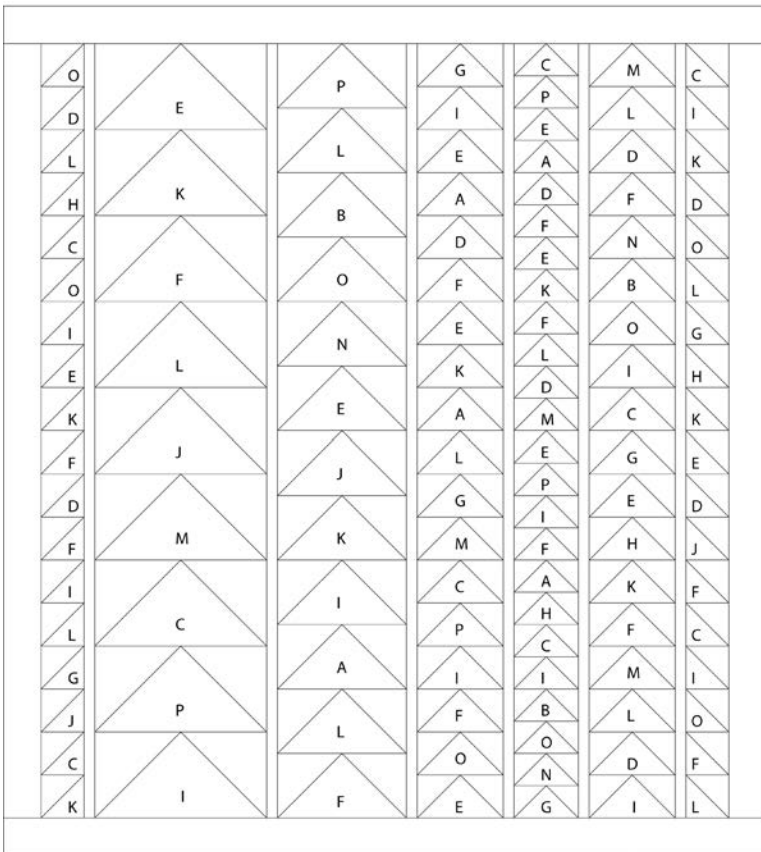 O D L H C O I E K F D F I L G J C K
E K F L J M C P I
P L B O N E J K I A L F
G I E A D F E K A L G M C P I F O E
C P E A D F E K F L D M E P I F A H C I B O N G
M L D F N B O I C G E H K F M L D I
C I K D O L G H K E D J F C I O F L